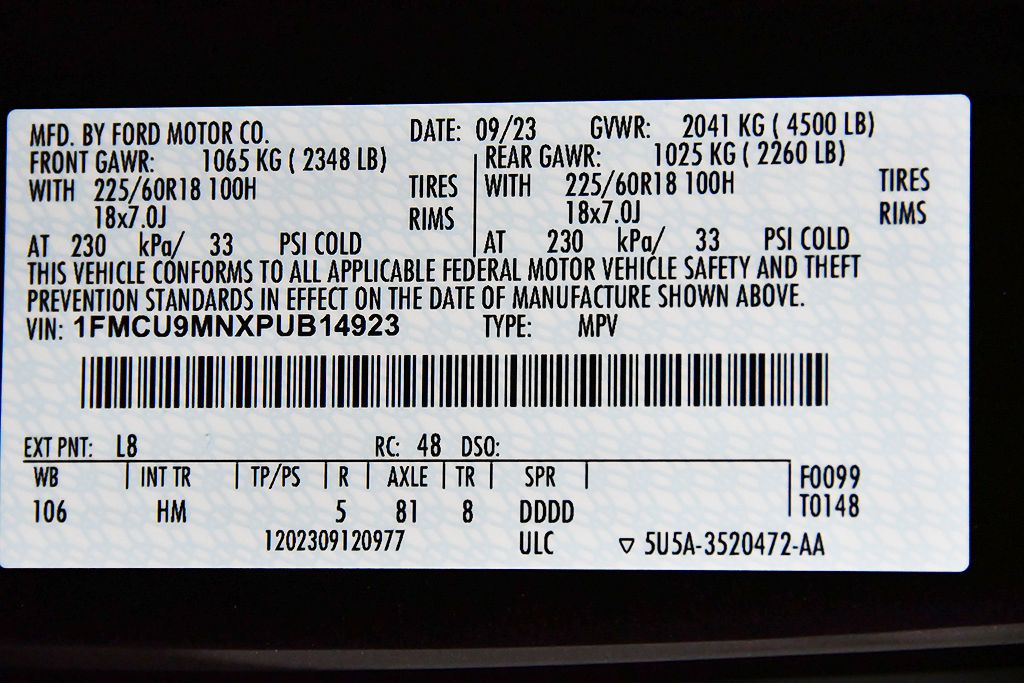 MFD. BY FORD MOTOR CO. DATE: 09/23 GVWR: 2041 KG ( 4500 LB)
FRONT GAWR: 1065 KG ( 2348 LB) REAR GAWR: 1025 KG ( 2260 LB)
WITH 225/60R18 100H TIRES WITH 225/60R18 100H TIRES
18x7.0J RIMS 18x7.0J RIMS
AT 230 kPa/ 33 PSI COLD AT 230 kPa/ 33 PSI COLD
THIS VEHICLE CONFORMS TO ALL APPLICABLE FEDERAL MOTOR VEHICLE SAFETY AND THEFT
PREVENTION STANDARDS IN EFFECT ON THE DATE OF MANUFACTURE SHOWN ABOVE.
VIN: 1FMCU9MNXPUB14923 TYPE: MPV
EXT PNT: L8 RC: 48 DSO:
WB INT TR TP/PS R AXLE TR SPR F0099
106 HM 5 81 8 DDDD T0148
1202309120977 ULC ▽ 5U5A-3520472-AA